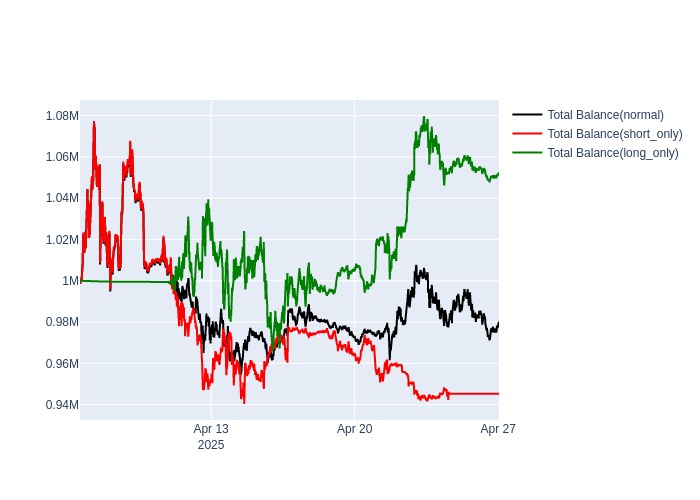 1.08M
1.06M
1.04M
1.02M
1M
0.98M
0.96M
0.94M
Apr 13
2025
Apr 20
Apr 27
Total Balance(normal)
Total Balance(short_only)
Total Balance(long_only)